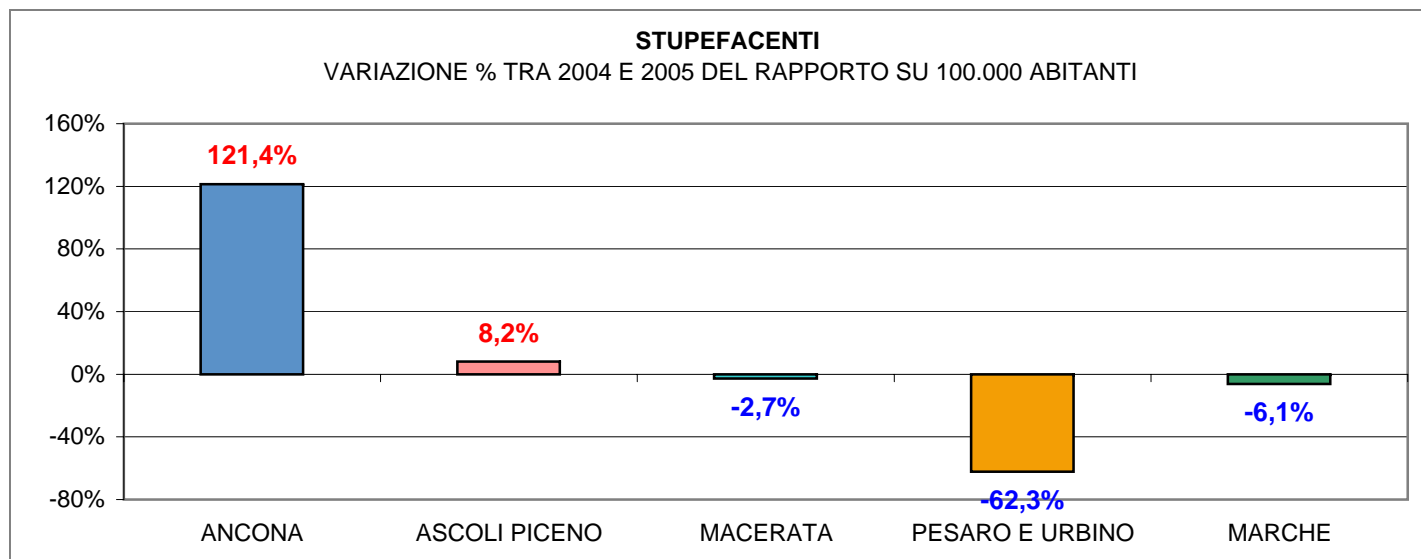 STUPEFACENTI
VARIAZIONE % TRA 2004 E 2005 DEL RAPPORTO SU 100.000 ABITANTI
160%
120%
80%
40%
0%
-40%
-80%
121,4%
8,2%
-2,7%
-62,3%
-6,1%
ANCONA
ASCOLI PICENO
MACERATA
PESARO E URBINO
MARCHE